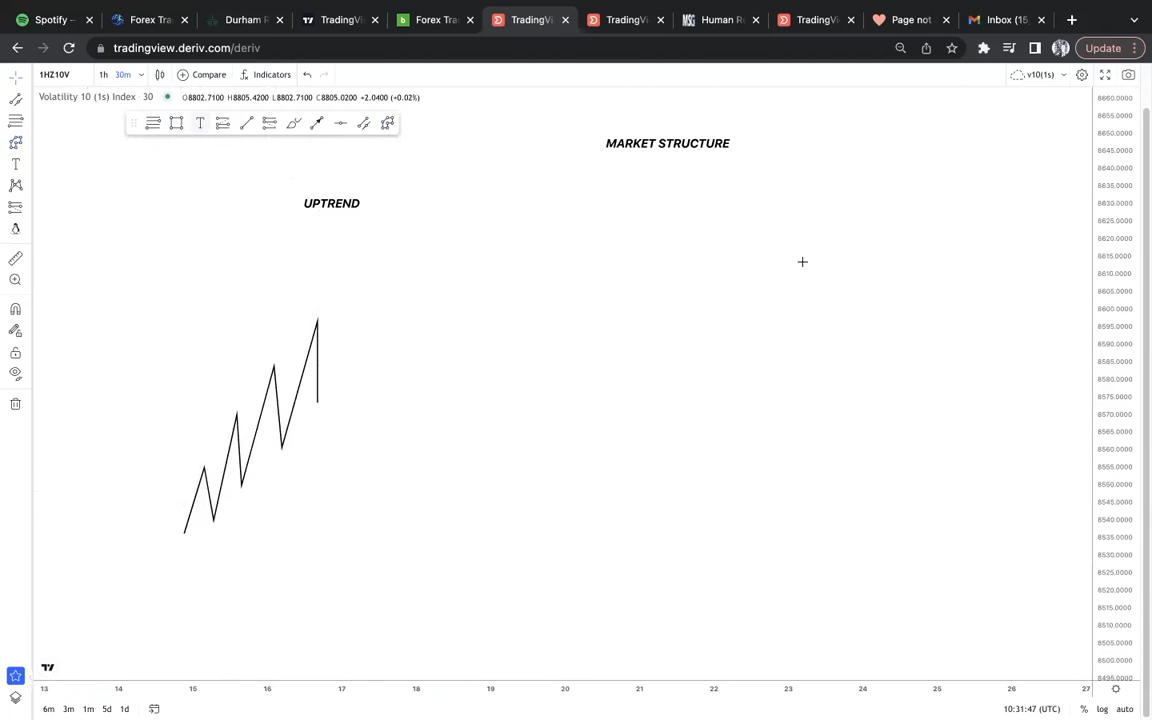 Spotify –
Forex Tra
Durham R
TradingV
Forex Tra
TradingVi
TradingVi
Human Re
TradingVi
Page not
Inbox (15,
tradingview.deriv.com/deriv
Update
1HZ10V
1h
30m
Compare
Indicators
v10(1s)
Volatility 10 (1s) Index · 30
O8802.7100 H8805.4200 L8802.7100 C8805.0200 +2.0400 (+0.02%)
MARKET STRUCTURE
UPTREND
8660.0000
8655.0000
8650.0000
8645.0000
8640.0000
8635.0000
8630.0000
8625.0000
8620.0000
8615.0000
8610.0000
8605.0000
8600.0000
8595.0000
8590.0000
8585.0000
8580.0000
8575.0000
8570.0000
8565.0000
8560.0000
8555.0000
8550.0000
8545.0000
8540.0000
8535.0000
8530.0000
8525.0000
8520.0000
8515.0000
8510.0000
8505.0000
8500.0000
8495.0000
13 14 15 16 17 18 19 20 21 22 23 24 25 26 27
6m 3m 1m 5d 1d
10:31:47 (UTC)
% log auto